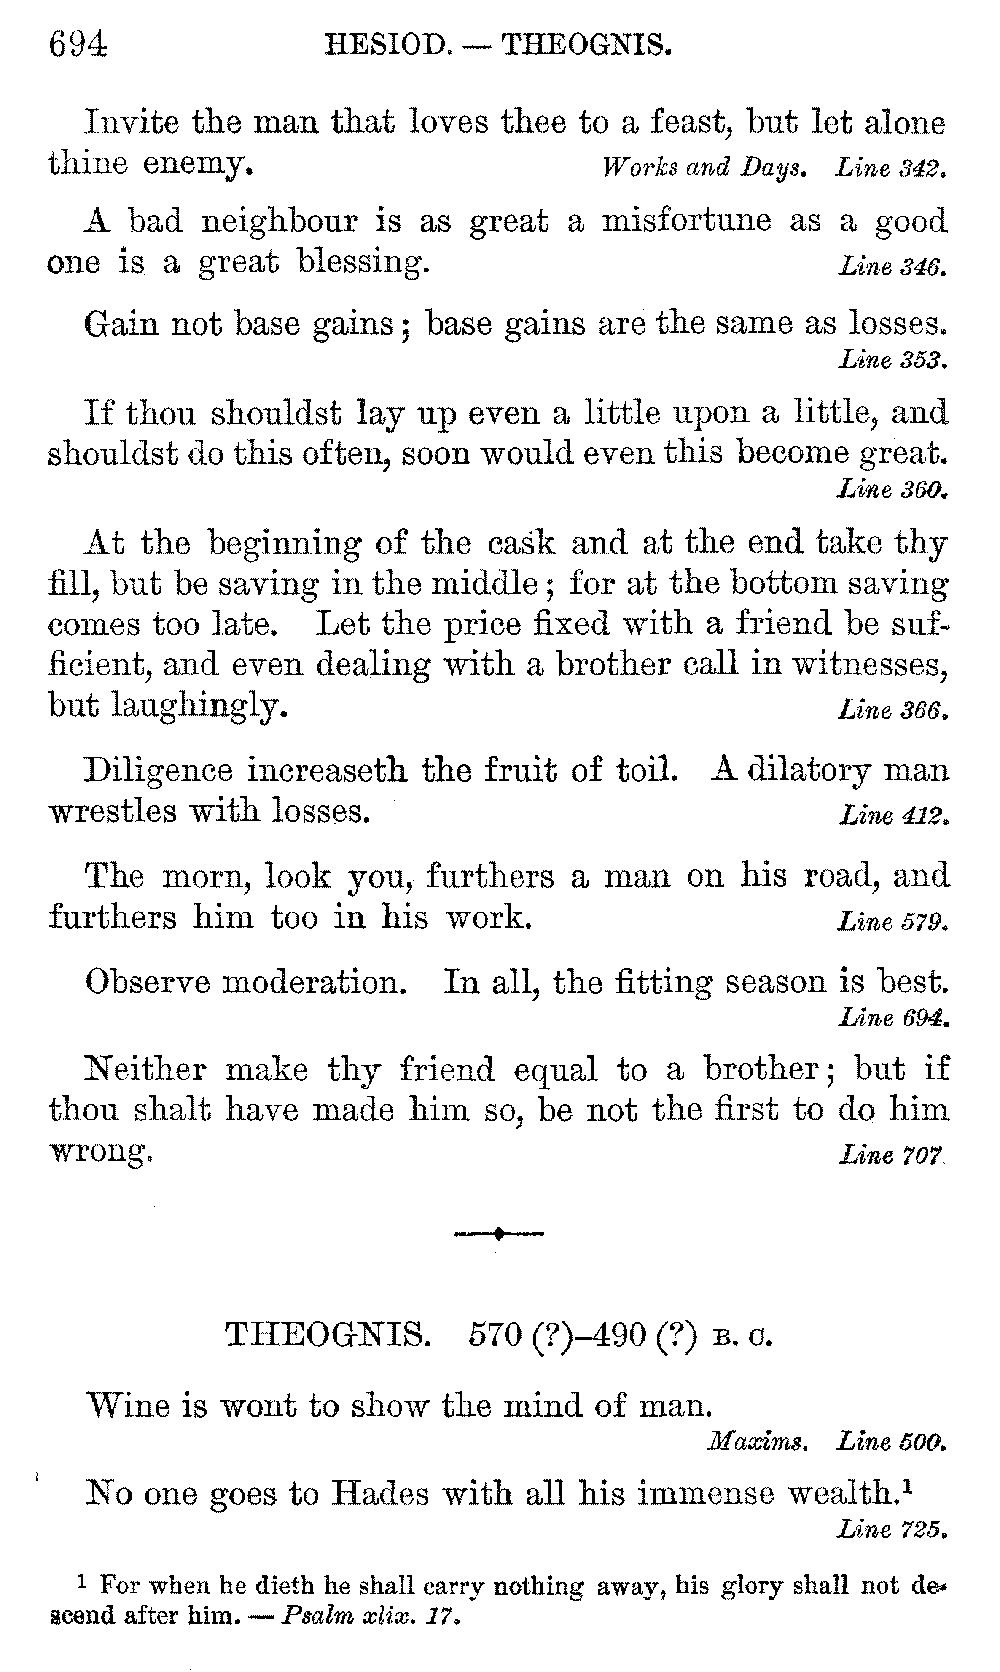 694 HESIOD. — THEOGNIS.
Invite the man that loves thee to a feast, but let alone
thine enemy. Works and Days. Line 342.
A bad neighbour is as great a misfortune as a good
one is a great blessing. Line 346.
Gain not base gains; base gains are the same as losses.
Line 353.
If thou shouldst lay up even a little upon a little, and
shouldst do this often, soon would even this become great.
Line 360.
At the beginning of the cask and at the end take thy
fill, but be saving in the middle; for at the bottom saving
comes too late. Let the price fixed with a friend be suf-
ficient, and even dealing with a brother call in witnesses,
but laughingly. Line 366.
Diligence increaseth the fruit of toil. A dilatory man
wrestles with losses. Line 412.
The morn, look you, furthers a man on his road, and
furthers him too in his work. Line 579.
Observe moderation. In all, the fitting season is best.
Line 694.
Neither make thy friend equal to a brother; but if
thou shalt have made him so, be not the first to do him
wrong. Line 707.
THEOGNIS. 570 (?)–490 (?) B. C.
Wine is wont to show the mind of man.
Maxims. Line 500.
No one goes to Hades with all his immense wealth.¹
Line 725.
¹ For when he dieth he shall carry nothing away, his glory shall not de-
scend after him. — Psalm xlix. 17.